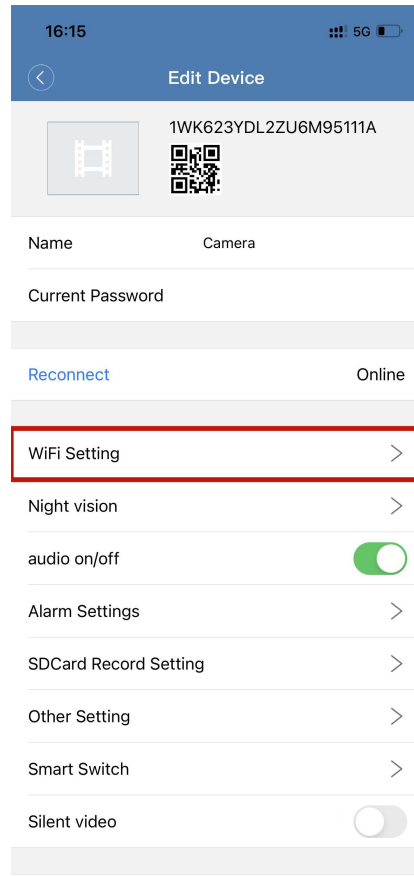 16:15 5G
Edit Device
1WK623YDL2ZU6M95111A
Name Camera
Current Password
Reconnect Online
WiFi Setting
Night vision
audio on/off
Alarm Settings
SDCard Record Setting
Other Setting
Smart Switch
Silent video